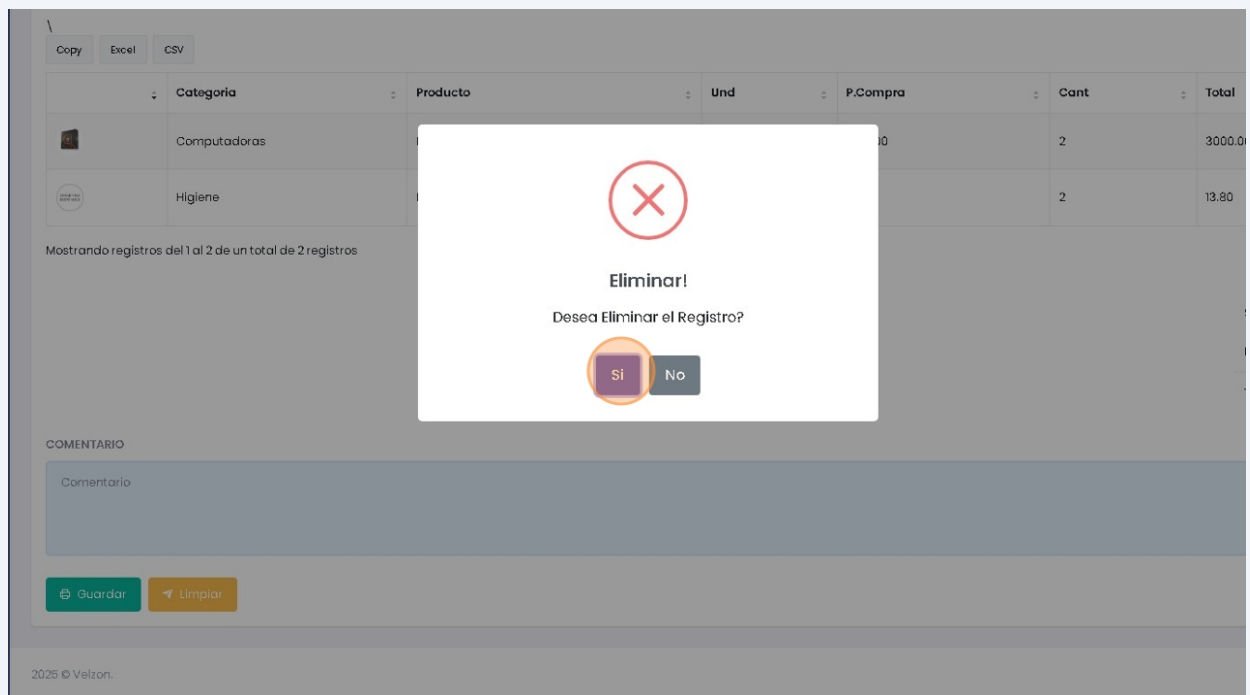 \
Copy Excel CSV
Categoria Producto Und P.Compra Cant Total
Computadoras 2
Higiene 2 13.80
Mostrando registros del 1 al 2 de un total de 2 registros
Eliminar!
Desea Eliminar el Registro?
Si No
COMENTARIO
Comentario
Guardar Limpiar
2025 © Velzon.